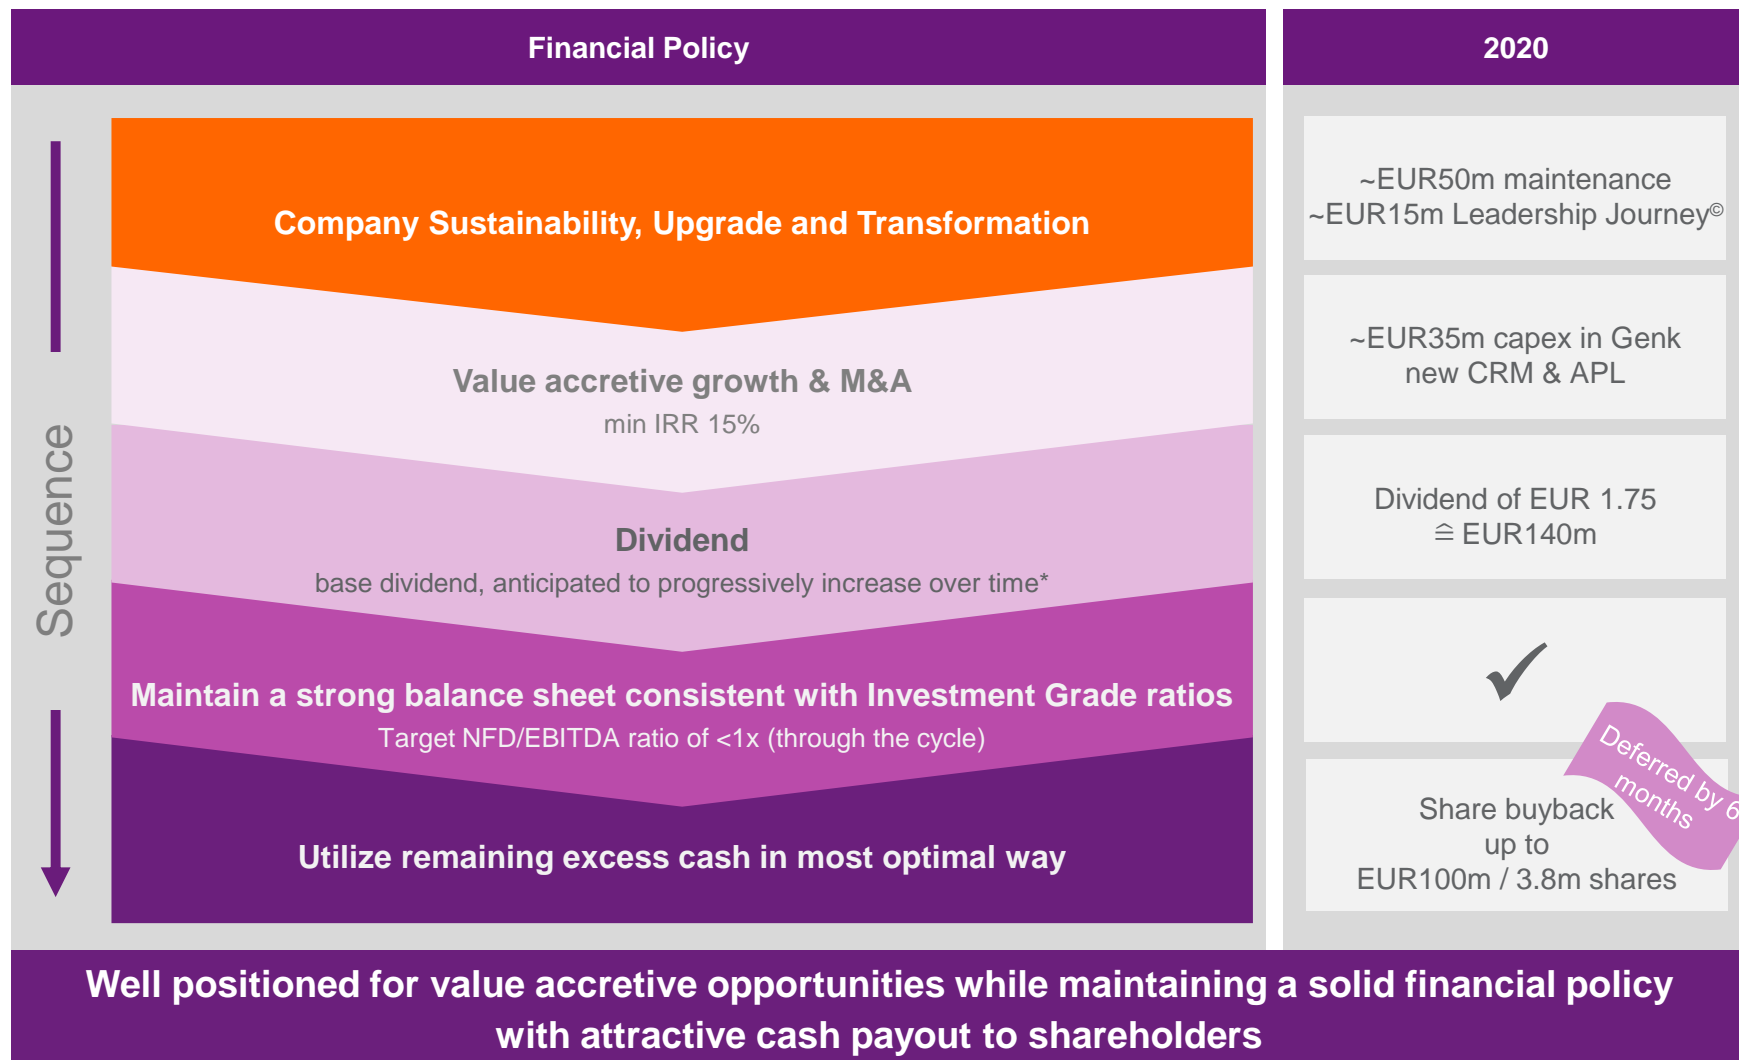 Financial Policy
2020
Sequence
Company Sustainability, Upgrade and Transformation
~EUR50m maintenance
~EUR15m Leadership Journey©
Value accretive growth & M&A
min IRR 15%
~EUR35m capex in Genk
new CRM & APL
Dividend
base dividend, anticipated to progressively increase over time*
Dividend of EUR 1.75
≙ EUR140m
Maintain a strong balance sheet consistent with Investment Grade ratios
Target NFD/EBITDA ratio of <1x (through the cycle)
✓
Utilize remaining excess cash in most optimal way
Deferred by 6
months
Share buyback
up to
EUR100m / 3.8m shares
Well positioned for value accretive opportunities while maintaining a solid financial policy
with attractive cash payout to shareholders